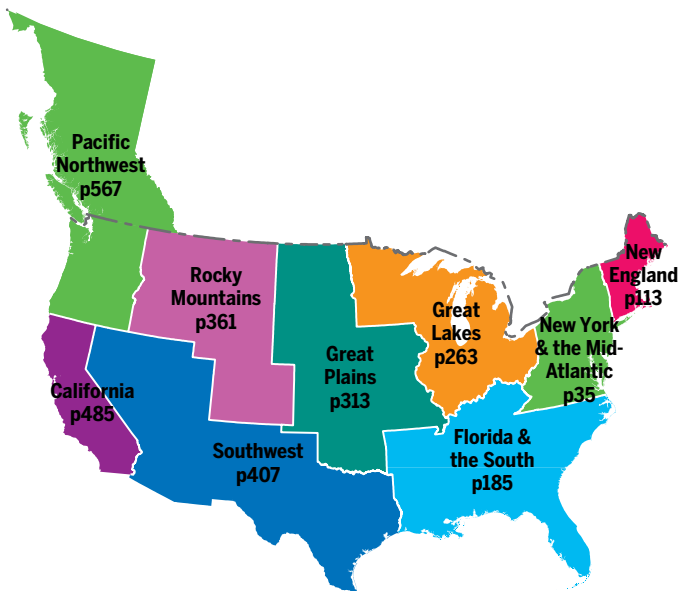 Pacific
Northwest
p567
Rocky
Mountains
p361
Great
Plains
p313
Great
Lakes
p263
New
England
p113
New York
& the Mid-
Atlantic
p35
California
p485
Southwest
p407
Florida &
the South
p185